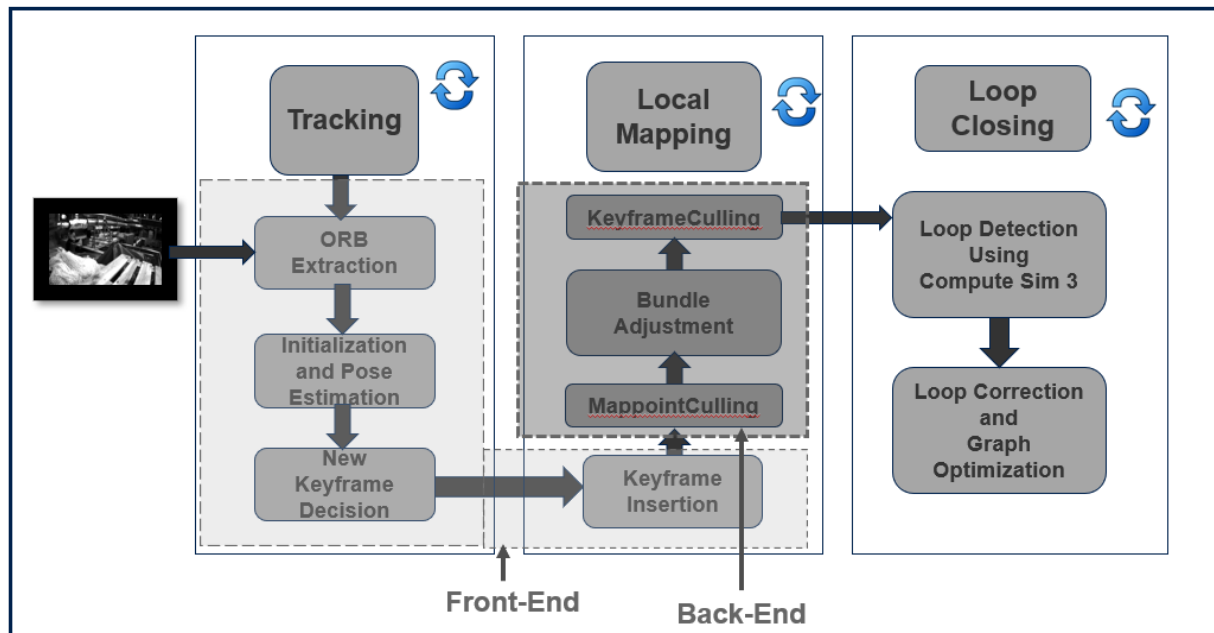 Tracking
ORB
Extraction
Initialization
and Pose
Estimation
New
Keyframe
Decision
Local
Mapping
KeyframeCulling
Bundle
Adjustment
MappointCulling
Keyframe
Insertion
Loop
Closing
Loop Detection
Using
Compute Sim 3
Loop Correction
and
Graph
Optimization
Front-End
Back-End